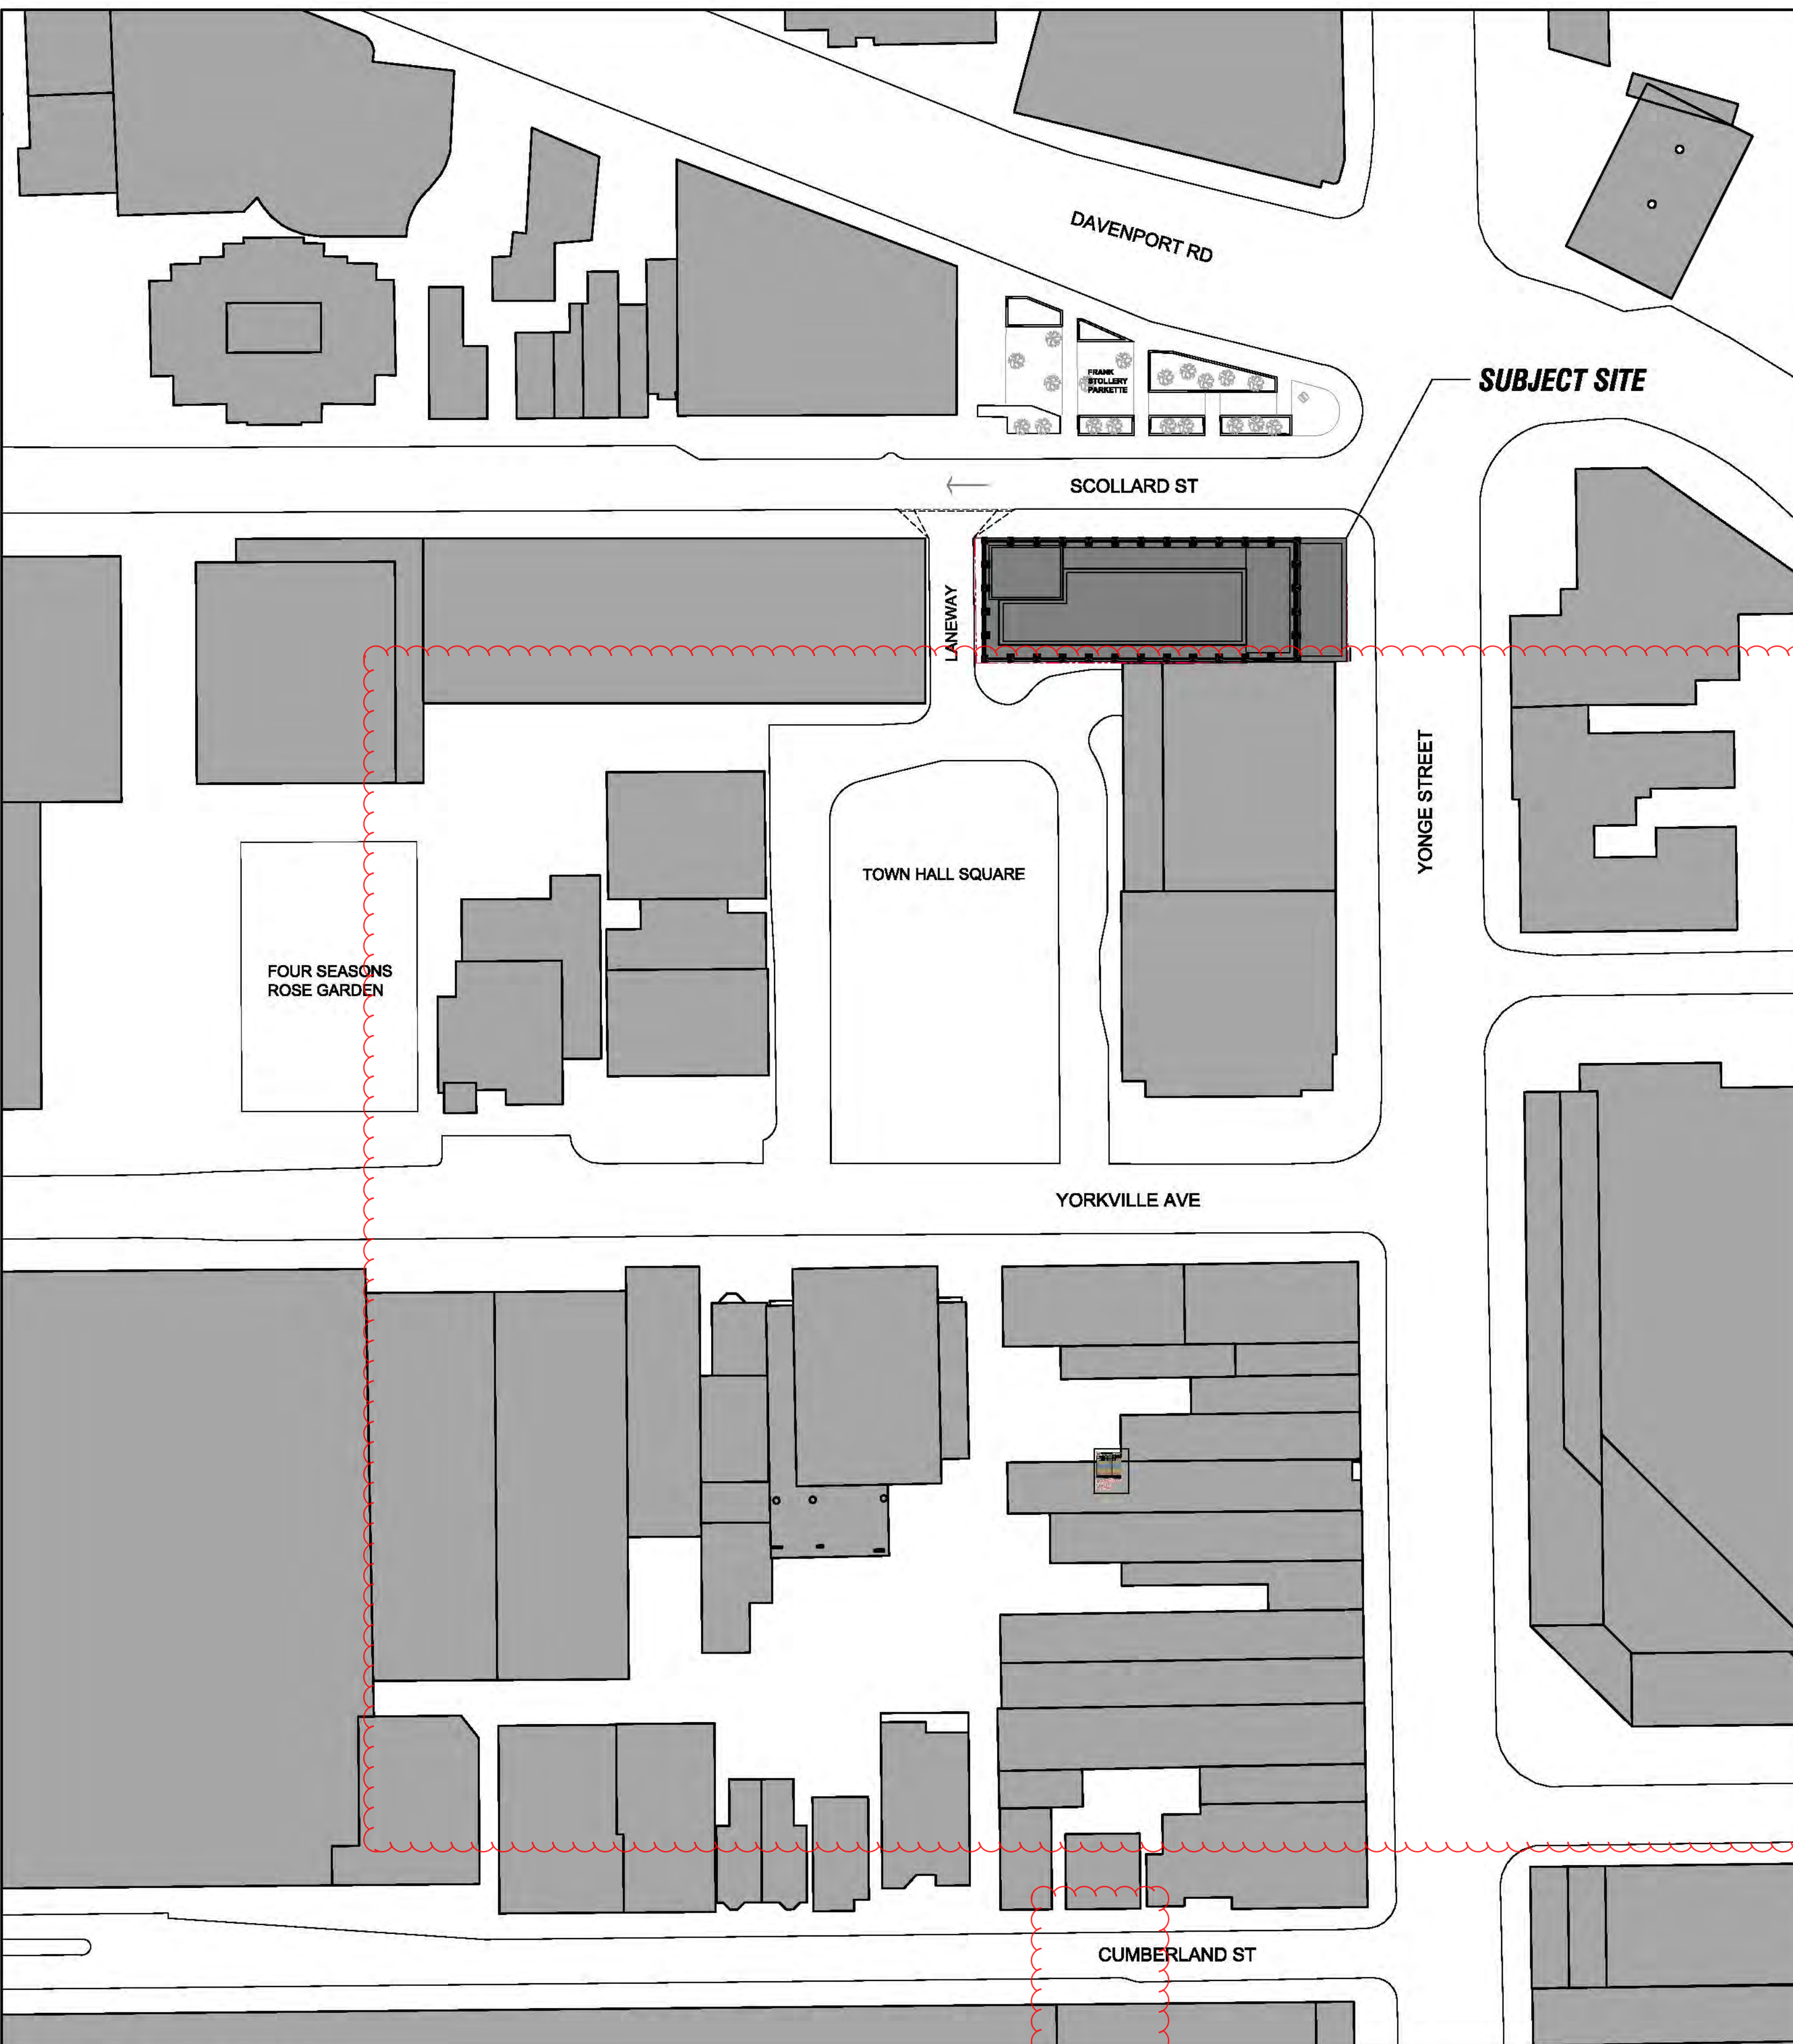 DAVENPORT RD
FRANK
STOLLERY
PARKETTE
SUBJECT SITE
SCOLLARD ST
LANEWAY
YONGE STREET
TOWN HALL SQUARE
FOUR SEASONS
ROSE GARDEN
YORKVILLE AVE
CUMBERLAND ST